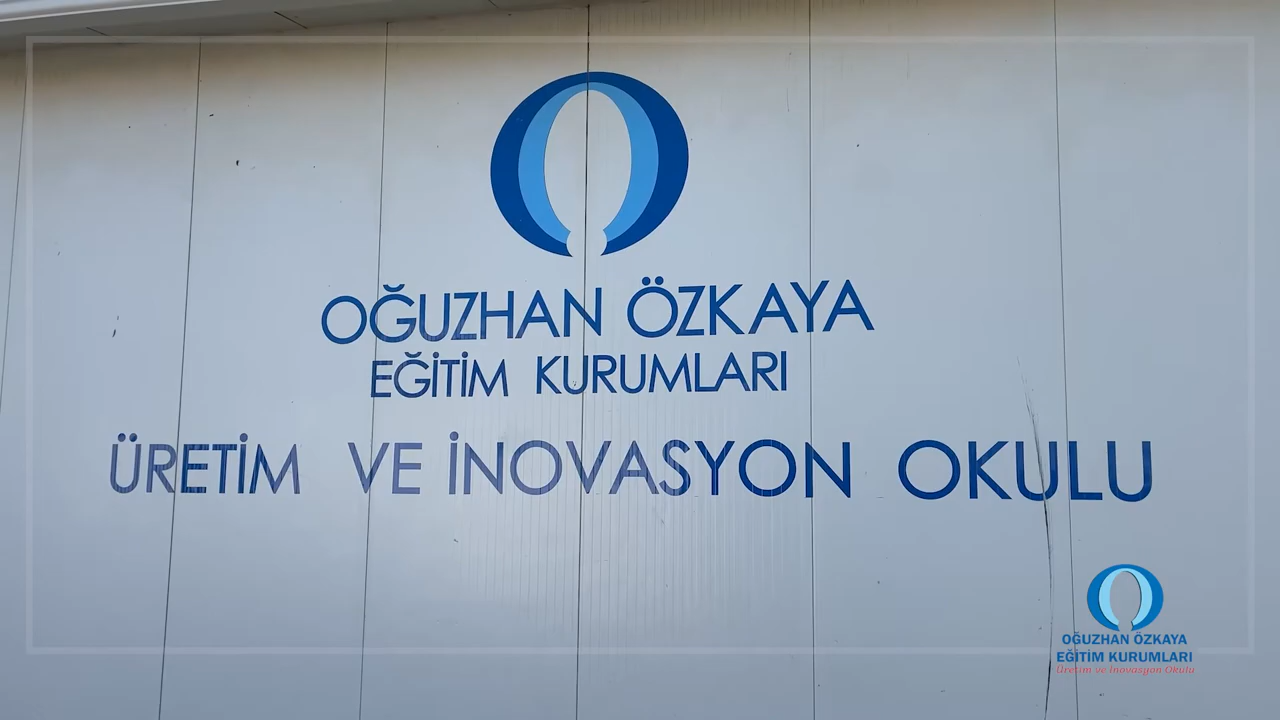 OĞUZHAN ÖZKAYA
EĞİTİM KURUMLARI
ÜRETİM VE İNOVASYON OKULU
OĞUZHAN ÖZKAYA
EĞİTİM KURUMLARI
Üretim ve İnovasyon Okulu